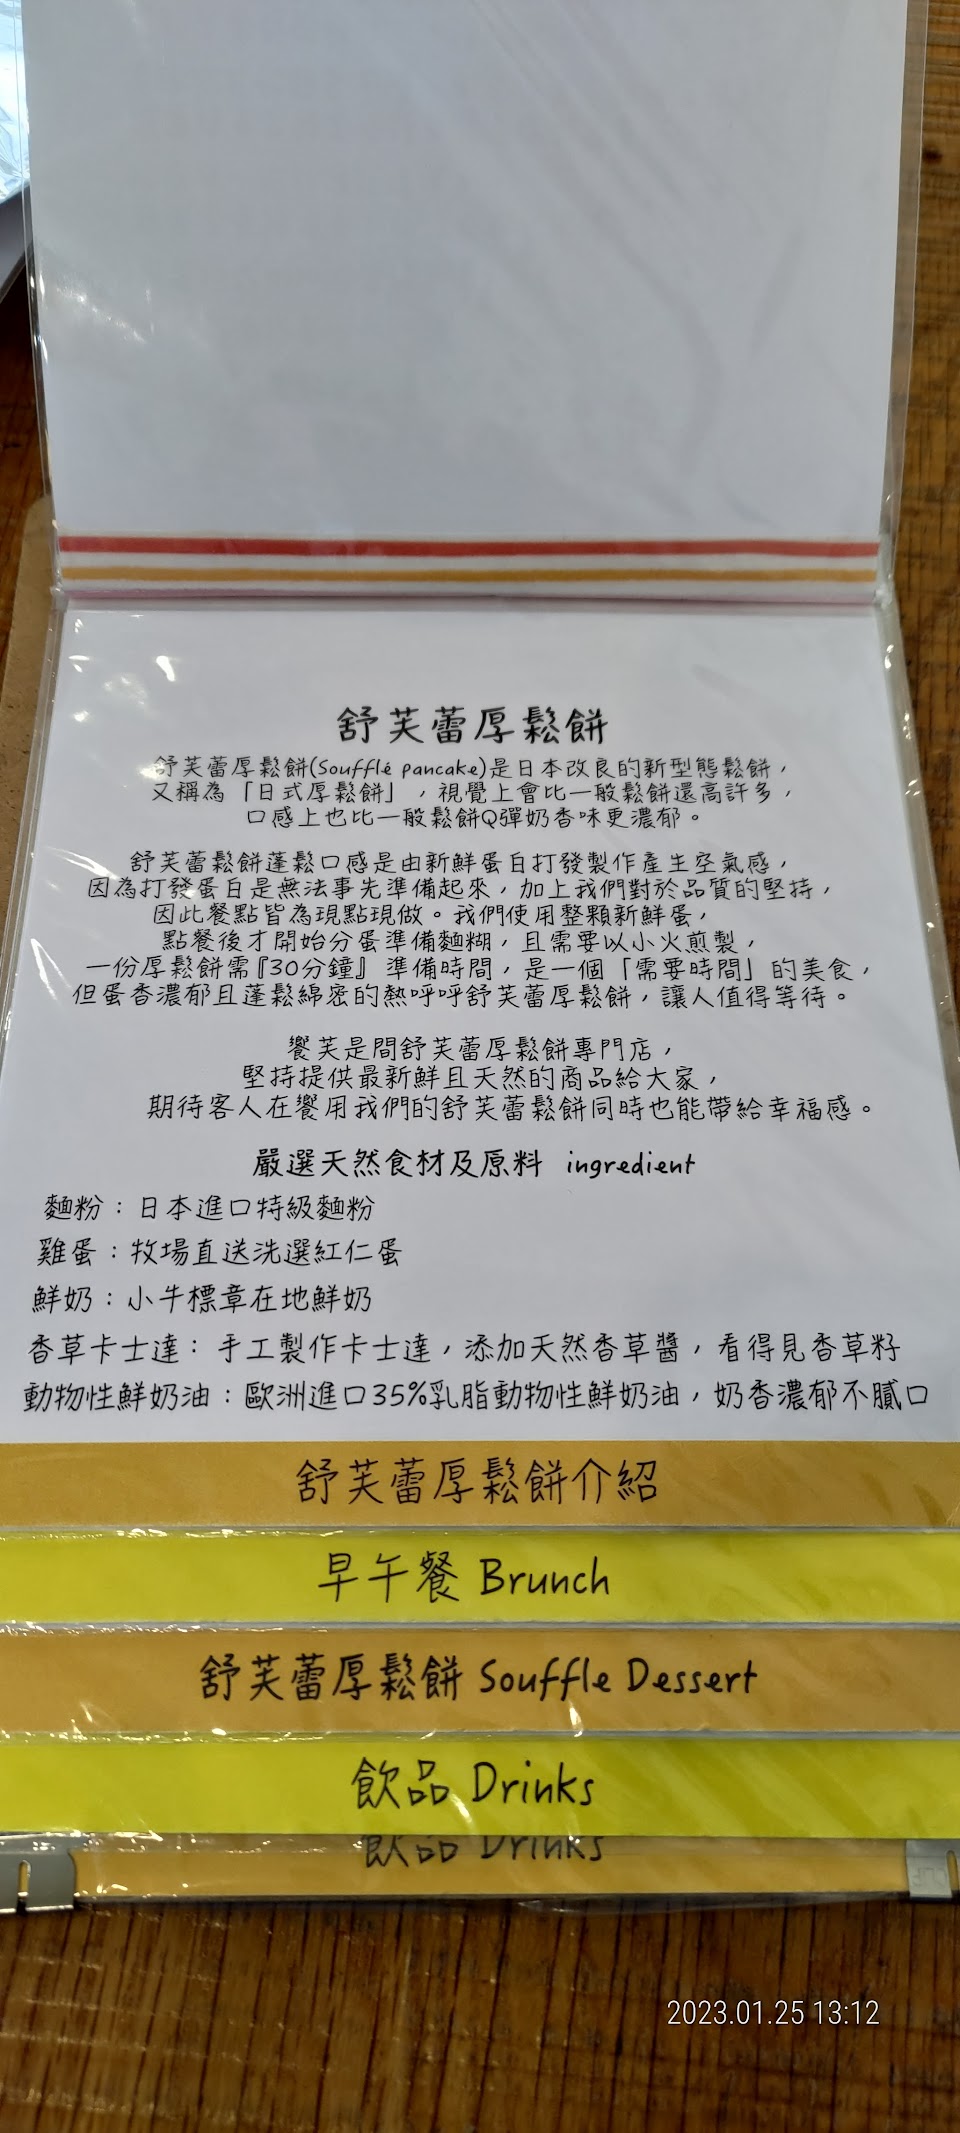 舒芙蕾厚鬆餅
舒芙蕾厚鬆餅(Soufflé pancake)是日本改良的新型態鬆餅，
又稱為「日式厚鬆餅」，視覺上會比一般鬆餅還高許多，
口感上也比一般鬆餅Q彈奶香味更濃郁。
舒芙蕾鬆餅蓬鬆口感是由新鮮蛋白打發製作產生空氣感，
因為打發蛋白是無法事先準備起來，加上我們對於品質的堅持，
因此餐點皆為現點現做。我們使用整顆新鮮蛋，
點餐後才開始分蛋準備麵糊，且需要以小火煎製，
一份厚鬆餅需『30分鐘』準備時間，是一個「需要時間」的美食，
但蛋香濃郁且蓬鬆綿密的熱呼呼舒芙蕾厚鬆餅，讓人值得等待。
饗芙是間舒芙蕾厚鬆餅專門店，
堅持提供最新鮮且天然的商品給大家，
期待客人在饗用我們的舒芙蕾鬆餅同時也能帶給幸福感。
嚴選天然食材及原料 ingredient
麵粉：日本進口特級麵粉
雞蛋：牧場直送洗選紅仁蛋
鮮奶：小牛標章在地鮮奶
香草卡士達：手工製作卡士達，添加天然香草醬，看得見香草籽
動物性鮮奶油：歐洲進口35%乳脂動物性鮮奶油，奶香濃郁不膩口
舒芙蕾厚鬆餅介紹
早午餐 Brunch
舒芙蕾厚鬆餅 Souffle Dessert
飲品 Drinks
飲品 Drinks
2023.01.25 13:12